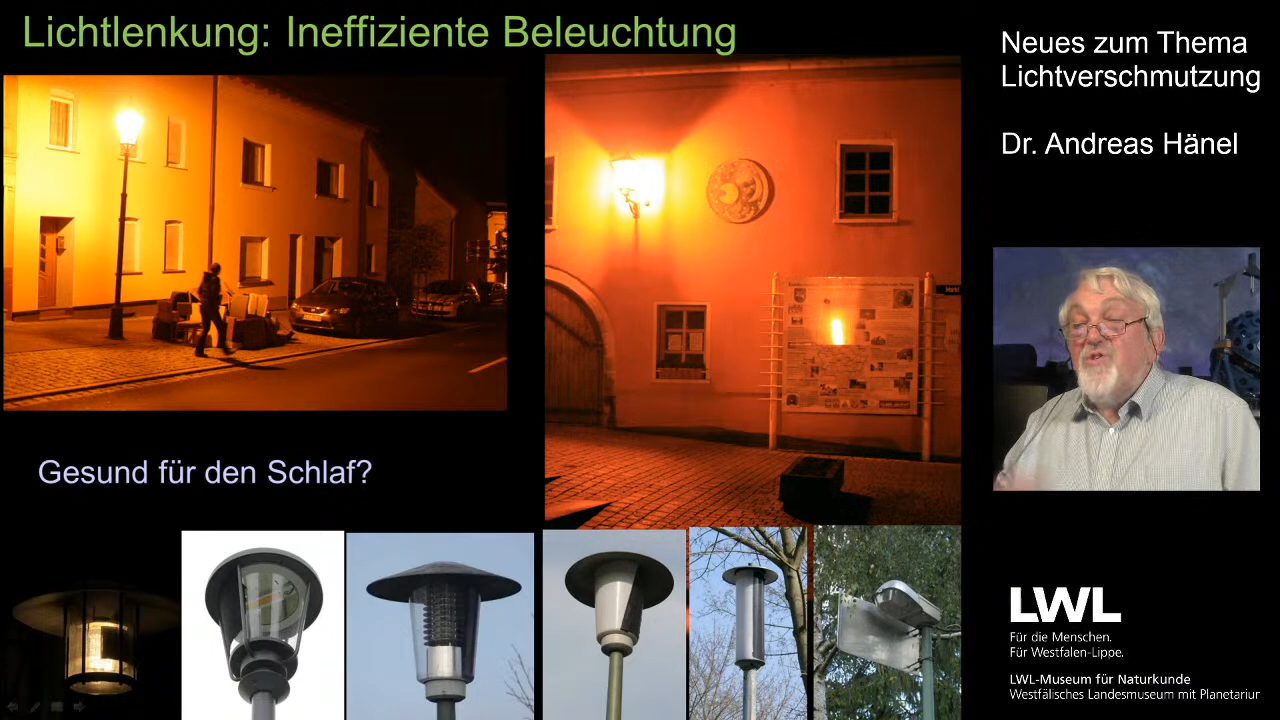 Lichtlenkung: Ineffiziente Beleuchtung
Gesund für den Schlaf?
Neues zum Thema
Lichtverschmutzung
Dr. Andreas Hänel
LWL
Für die Menschen.
Für Westfalen-Lippe.
LWL-Museum für Naturkunde
Westfälisches Landesmuseum mit Planetarium